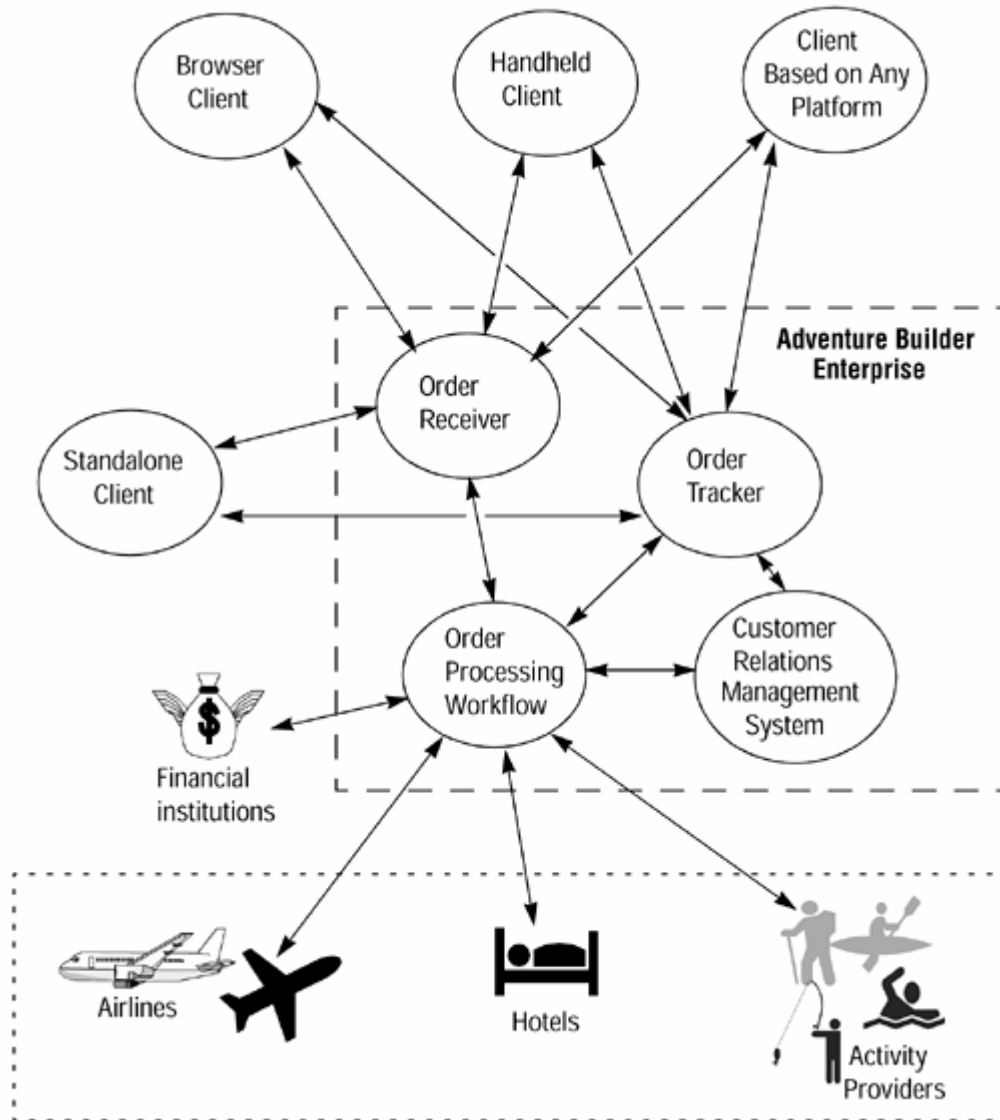 Browser
Client
Handheld
Client
Client
Based on Any
Platform
Adventure Builder
Enterprise
Order
Receiver
Standalone
Client
Order
Tracker
Order
Processing
Workflow
Customer
Relations
Management
System
$
Financial
institutions
Airlines
Hotels
Activity
Providers